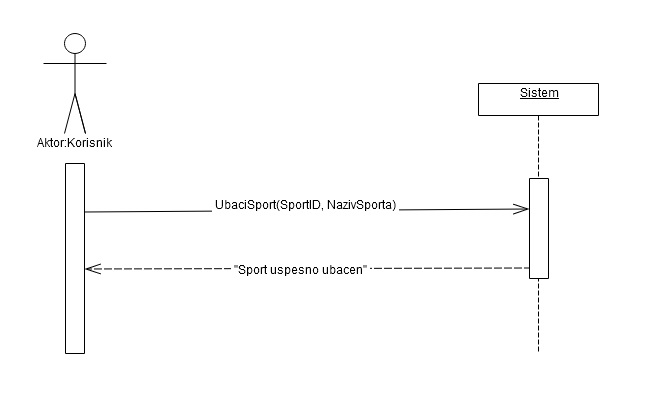 Sistem
Aktor:Korisnik
UbaciSport(SportID, NazivSporta)
"Sport uspesno ubacen"